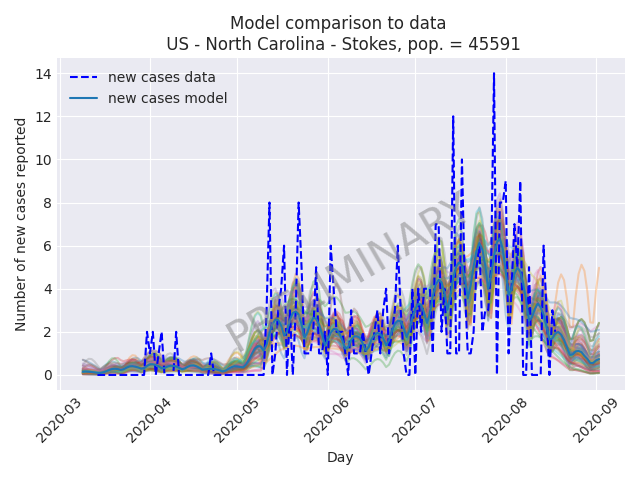 Model comparison to data
US - North Carolina - Stokes, pop. = 45591
new cases data
new cases model
PRELIMINARY
Number of new cases reported
14
12
10
8
6
4
2
0
2020-03
2020-04
2020-05
2020-06
2020-07
2020-08
2020-09
Day